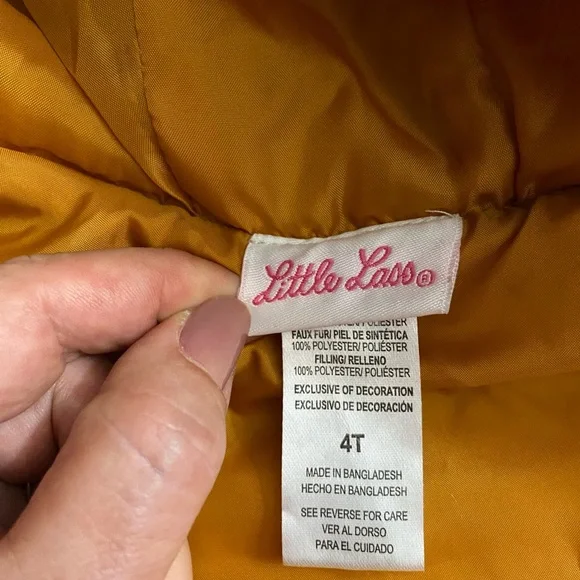 Little Lass®
FAUX FUR/ PIEL DE SINTÉTICA
100% POLYESTER/ POLIÉSTER
FILLING/ RELLENO
100% POLYESTER/ POLIÉSTER
EXCLUSIVE OF DECORATION
EXCLUSIVO DE DECORACIÓN
4T
MADE IN BANGLADESH
HECHO EN BANGLADESH
SEE REVERSE FOR CARE
VER AL DORSO
PARA EL CUIDADO